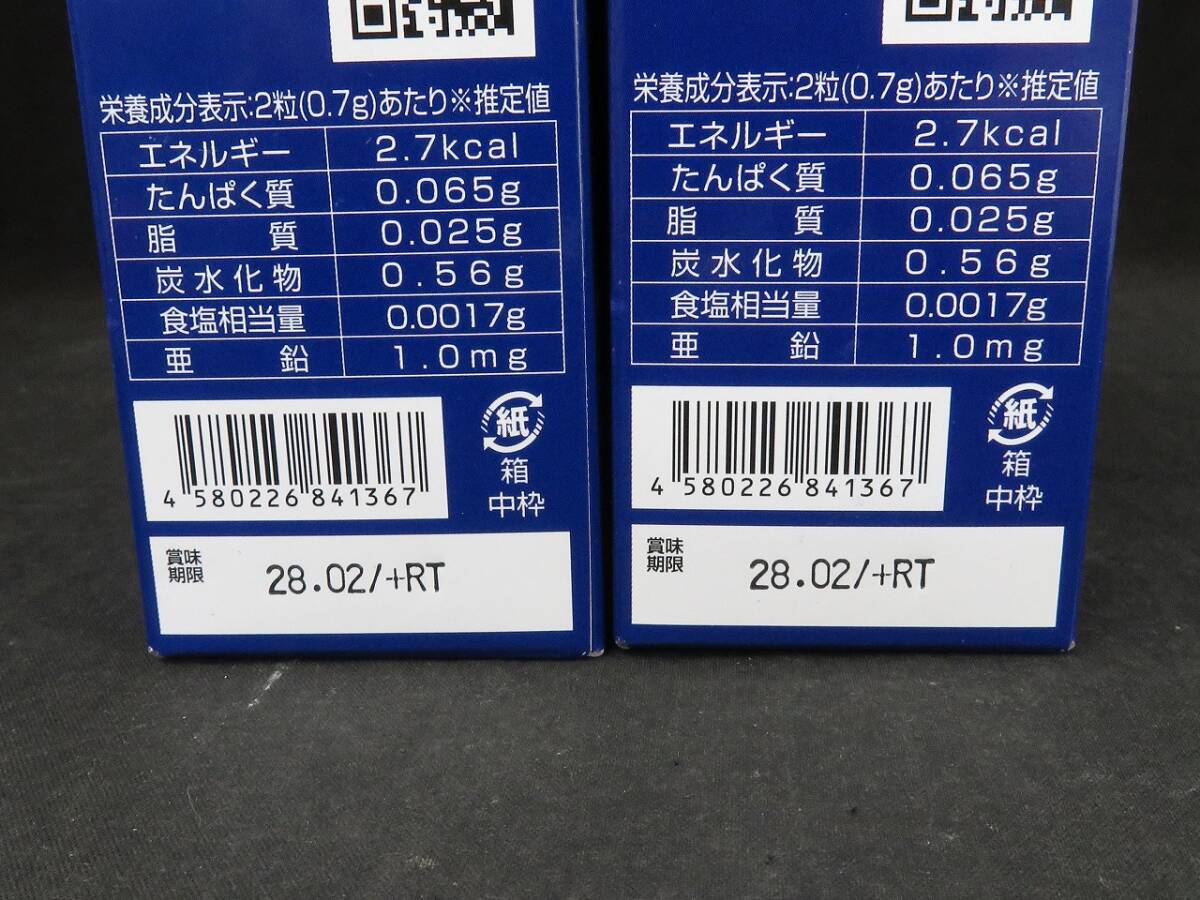 栄養成分表示:2粒(0.7g)あたり※推定値
エネルギー 2.7kcal
たんぱく質 0.065g
脂質 0.025g
炭水化物 0.56g
食塩相当量 0.0017g
亜鉛 1.0mg
4 580226 841367
紙
箱
中枠
賞味
期限
28.02/+RT
栄養成分表示:2粒(0.7g)あたり※推定値
エネルギー 2.7kcal
たんぱく質 0.065g
脂質 0.025g
炭水化物 0.56g
食塩相当量 0.0017g
亜鉛 1.0mg
4 580226 841367
紙
箱
中枠
賞味
期限
28.02/+RT